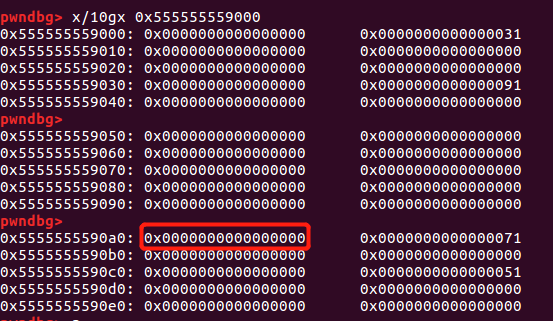 pwndbg> x/10gx 0x555555559000
0x555555559000: 0x0000000000000000 0x0000000000000031
0x555555559010: 0x0000000000000000 0x0000000000000000
0x555555559020: 0x0000000000000000 0x0000000000000000
0x555555559030: 0x0000000000000000 0x0000000000000091
0x555555559040: 0x0000000000000000 0x0000000000000000
pwndbg>
0x555555559050: 0x0000000000000000 0x0000000000000000
0x555555559060: 0x0000000000000000 0x0000000000000000
0x555555559070: 0x0000000000000000 0x0000000000000000
0x555555559080: 0x0000000000000000 0x0000000000000000
0x555555559090: 0x0000000000000000 0x0000000000000000
pwndbg>
0x5555555590a0: 0x0000000000000000 0x0000000000000071
0x5555555590b0: 0x0000000000000000 0x0000000000000000
0x5555555590c0: 0x0000000000000000 0x0000000000000051
0x5555555590d0: 0x0000000000000000 0x0000000000000000
0x5555555590e0: 0x0000000000000000 0x0000000000000000